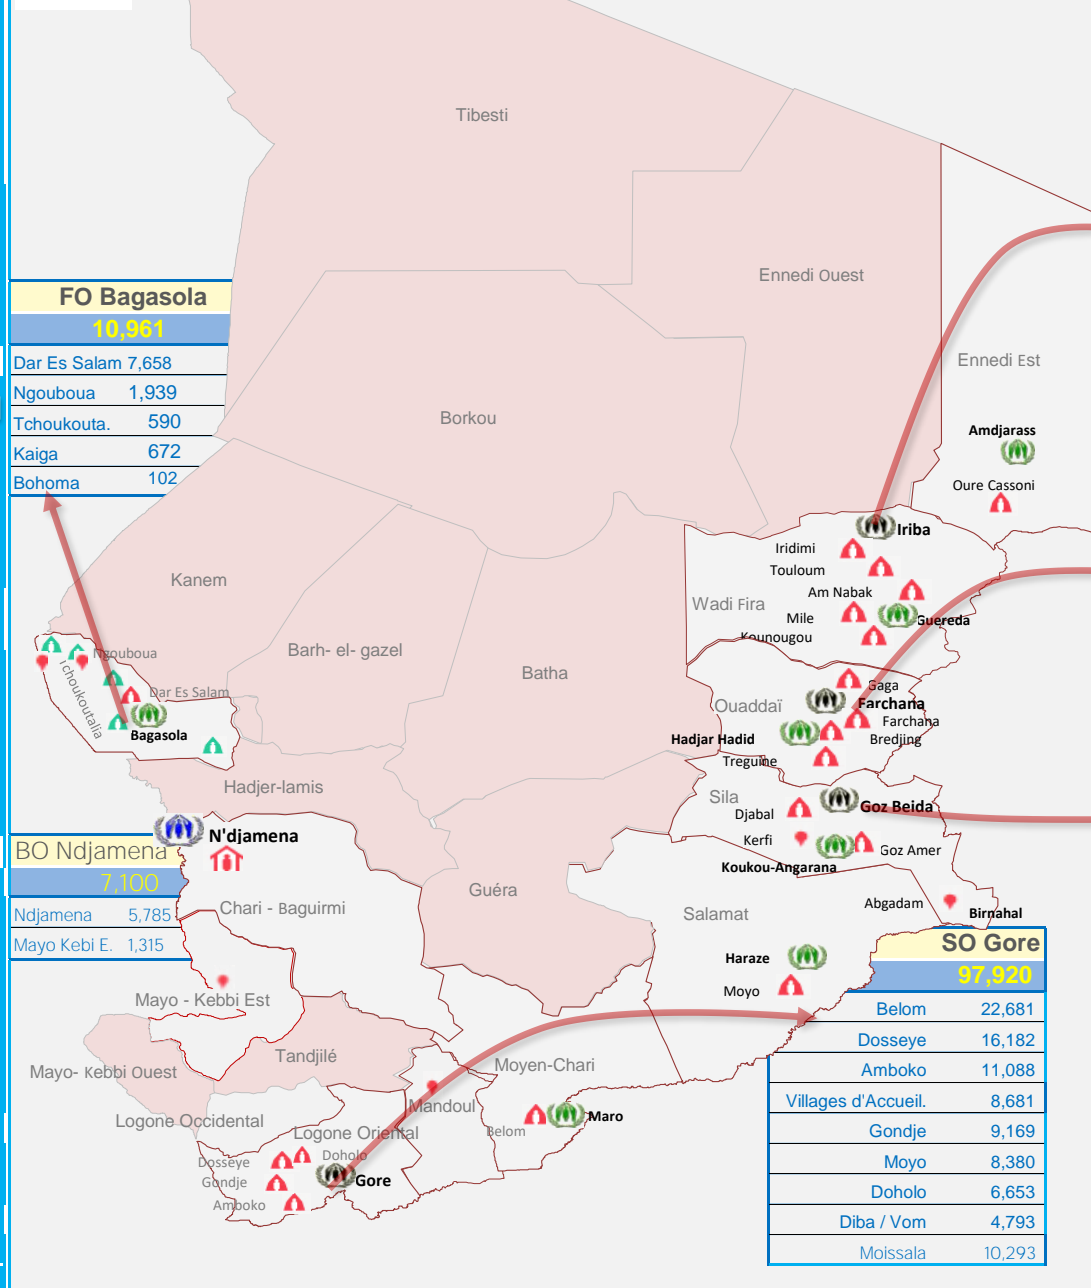 Tibesti
Ennedi Ouest
FO Bagasola
10,961
Dar Es Salam 7,658
Ngouboua 1,939
Tchoukouta. 590
Kaiga 672
Bohoma 102
Ennedi Est
Borkou
Amdjarass
Oure Cassoni
Iriba
Iridimi
Touloum
Am Nabak
Wadi Fira
Mile
Guereda
Kounougou
Kanem
Barh- el- gazel
Batha
Ngouboua
Tchoukoutalia
Dar Es Salam
Bagasola
Gaga
Ouaddaï
Farchana
Farchana
Hadjar Hadid
Bredjing
Treguine
Hadjer-lamis
Sila
Djabal
Goz Beida
Kerfi
Goz Amer
Koukou-Angarana
N'djamena
BO Ndjamena
7,100
Ndjamena 5,785
Mayo Kebi E. 1,315
Chari - Baguirmi
Guéra
Salamat
Abgadam
Birnahal
Haraze
Moyo
SO Gore
97,920
Belom 22,681
Dosseye 16,182
Amboko 11,088
Villages d'Accueil. 8,681
Gondje 9,169
Moyo 8,380
Doholo 6,653
Diba / Vom 4,793
Moissala 10,293
Mayo - Kebbi Est
Tandjilé
Mayo- Kebbi Ouest
Moyen-Chari
Mandoul
Logone Occidental
Logone Oriental
Belom
Maro
Dosseye
Doholo
Gondje
Gore
Amboko